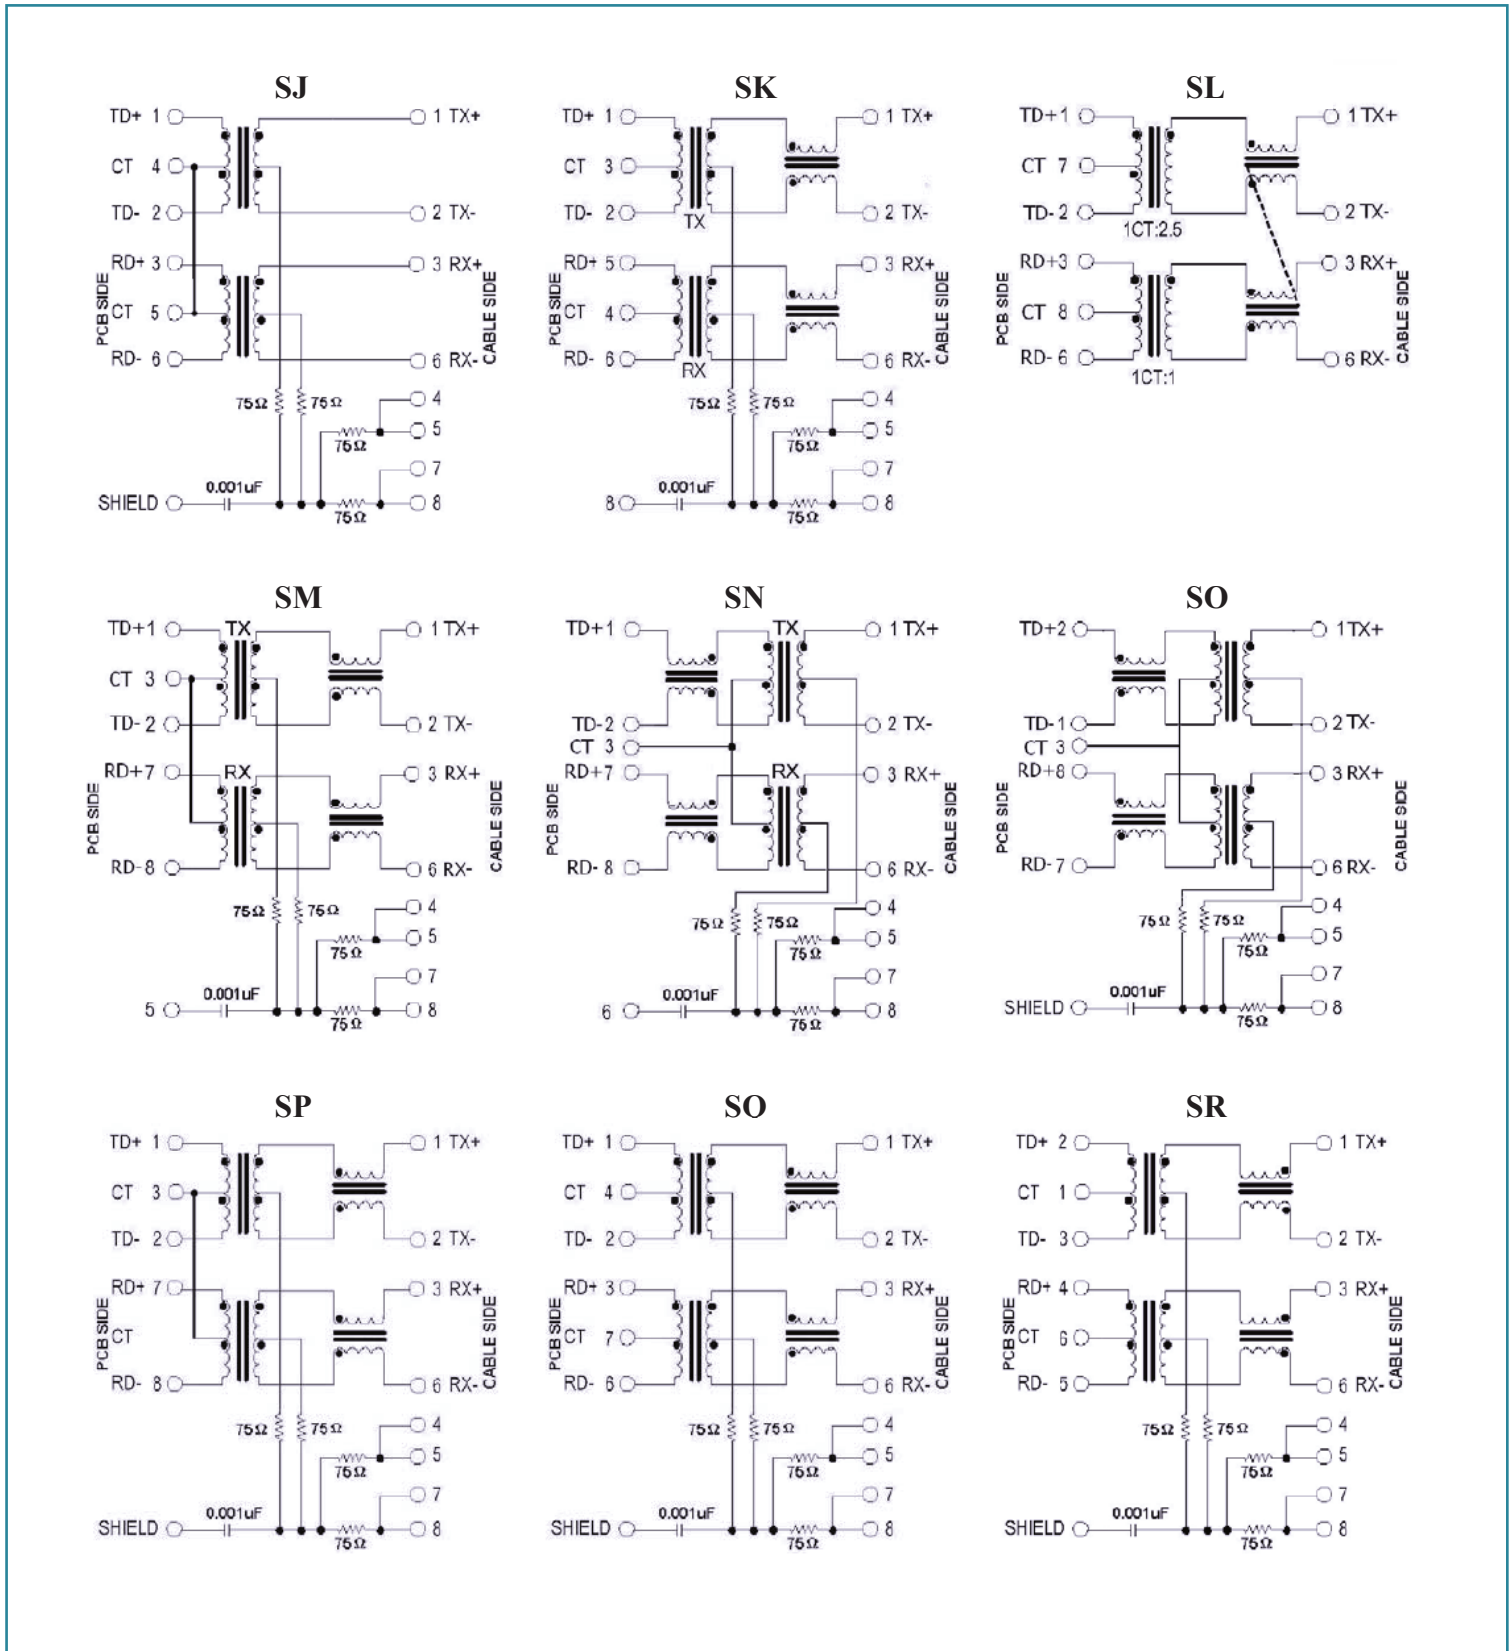 SJ
TD+ 1
1 TX+
CT 4
TD- 2
2 TX-
RD+ 3
3 RX+
PCB SIDE
CT 5
CABLE SIDE
RD- 6
6 RX-
75Ω
75Ω
4
5
75Ω
7
0.001uF
SHIELD
8
75Ω
SK
TD+ 1
1 TX+
CT 3
TD- 2
2 TX-
TX
RD+ 5
3 RX+
PCB SIDE
CT 4
CABLE SIDE
RD- 6
6 RX-
RX
75Ω
75Ω
4
5
75Ω
7
0.001uF
8
8
75Ω
SL
TD+1
1 TX+
CT 7
TD-2
2 TX-
1CT:2.5
RD+3
3 RX+
PCB SIDE
CT 8
CABLE SIDE
RD-6
6 RX-
1CT:1
SM
TD+1
TX
1 TX+
CT 3
TD-2
2 TX-
RD+7
RX
3 RX+
PCB SIDE
CABLE SIDE
RD-8
6 RX-
75Ω
75Ω
4
5
75Ω
7
0.001uF
5
8
75Ω
SN
TD+1
TX
1 TX+
TD-2
2 TX-
CT 3
RD+7
RX
3 RX+
PCB SIDE
CABLE SIDE
RD- 8
6 RX-
75Ω
75Ω
4
5
75Ω
7
0.001uF
6
8
75Ω
SO
TD+2
1TX+
TD-1
2TX-
CT 3
RD+8
3 RX+
PCB SIDE
CABLE SIDE
RD-7
6RX-
75Ω
75Ω
4
5
75Ω
7
0.001uF
SHIELD
8
75Ω
SP
TD+ 1
1 TX+
CT 3
TD- 2
2 TX-
RD+ 7
3 RX+
PCB SIDE
CT
CABLE SIDE
RD- 8
6 RX-
75Ω
75Ω
4
5
75Ω
7
0.001uF
SHIELD
8
75Ω
SO
TD+ 1
1 TX+
CT 4
TD- 2
2 TX-
RD+ 3
3 RX+
PCB SIDE
CT 7
CABLE SIDE
RD- 6
6 RX-
75Ω
75Ω
4
5
75Ω
7
0.001uF
SHIELD
8
75Ω
SR
TD+ 2
1 TX+
CT 1
TD- 3
2 TX-
RD+ 4
3 RX+
PCB SIDE
CT 6
CABLE SIDE
RD- 5
6 RX-
75Ω
75Ω
4
5
75Ω
7
0.001uF
SHIELD
8
75Ω